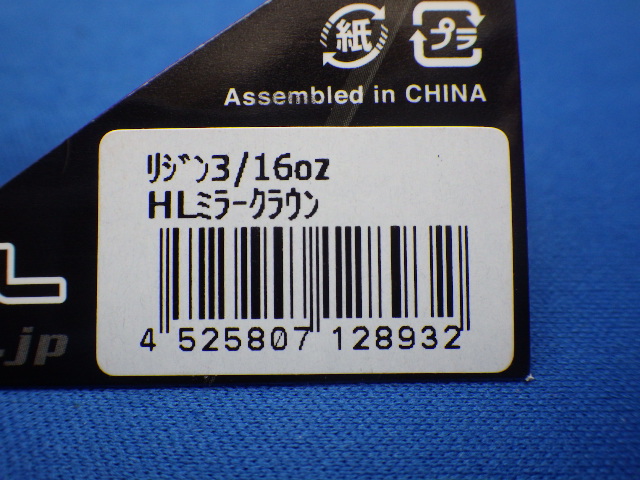 紙
プラ
Assembled in CHINA
ﾘｼﾞﾝ3/16oz
HLﾐﾗｰｸﾗｳﾝ
L
.jp
4 525807 128932